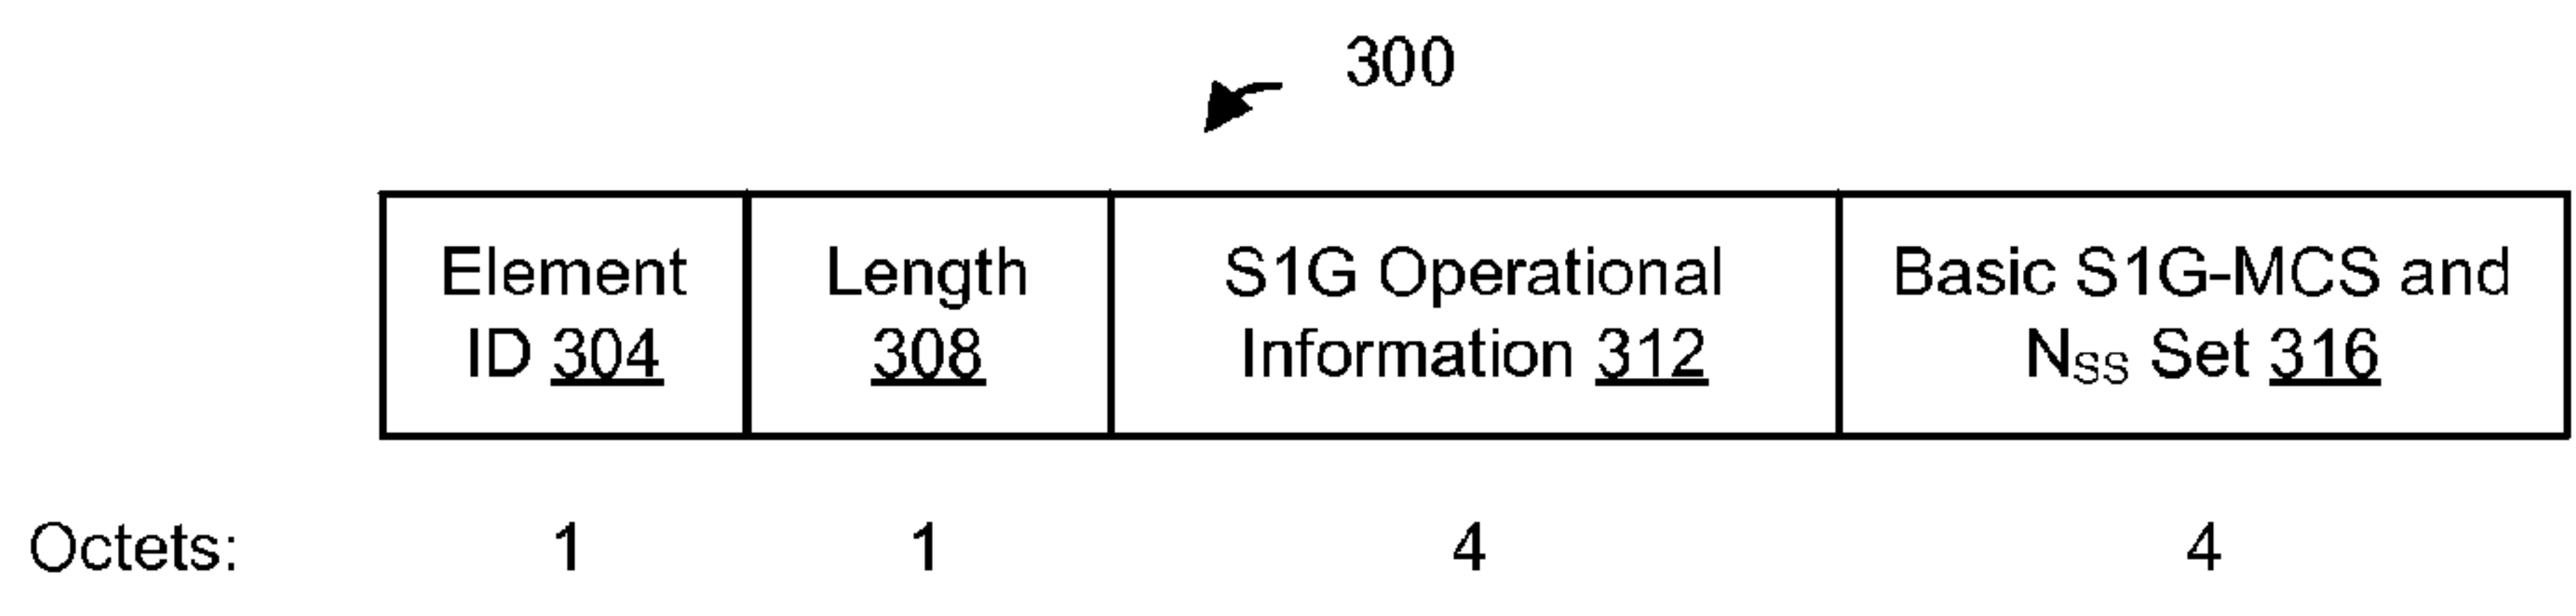 300
Element Length S1G Operational Basic S1G-MCS and
ID 304 308 Information 312 NSS Set 316
Octets: 1 1 4 4